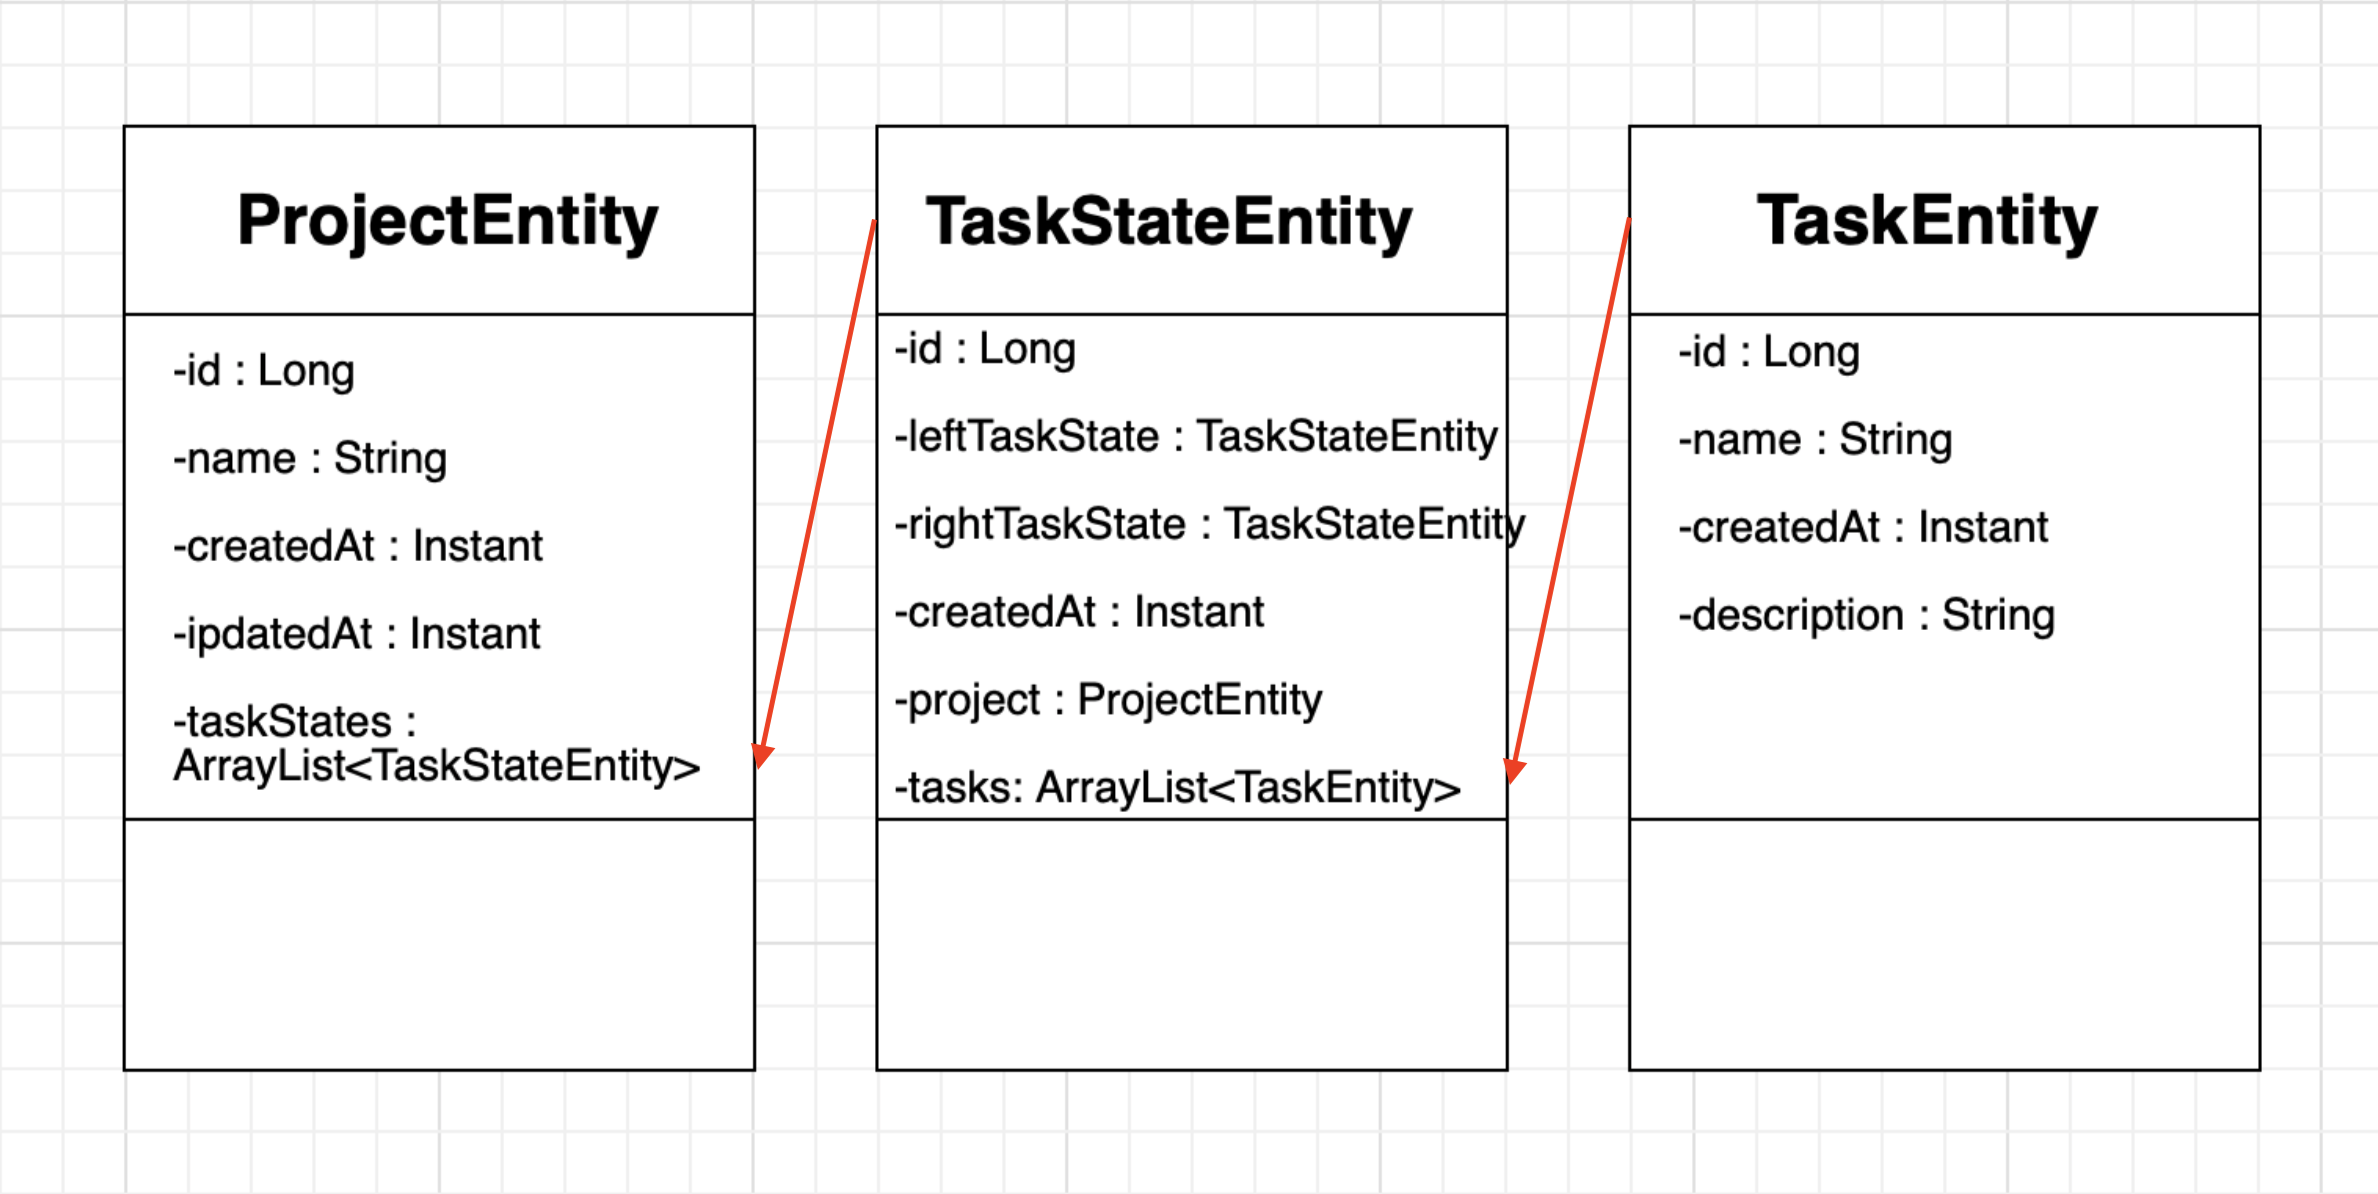 ProjectEntity
-id : Long
-name : String
-createdAt : Instant
-ipdatedAt : Instant
-taskStates :
ArrayList<TaskStateEntity>
TaskStateEntity
-id : Long
-leftTaskState : TaskStateEntity
-rightTaskState : TaskStateEntity
-createdAt : Instant
-project : ProjectEntity
-tasks: ArrayList<TaskEntity>
TaskEntity
-id : Long
-name : String
-createdAt : Instant
-description : String